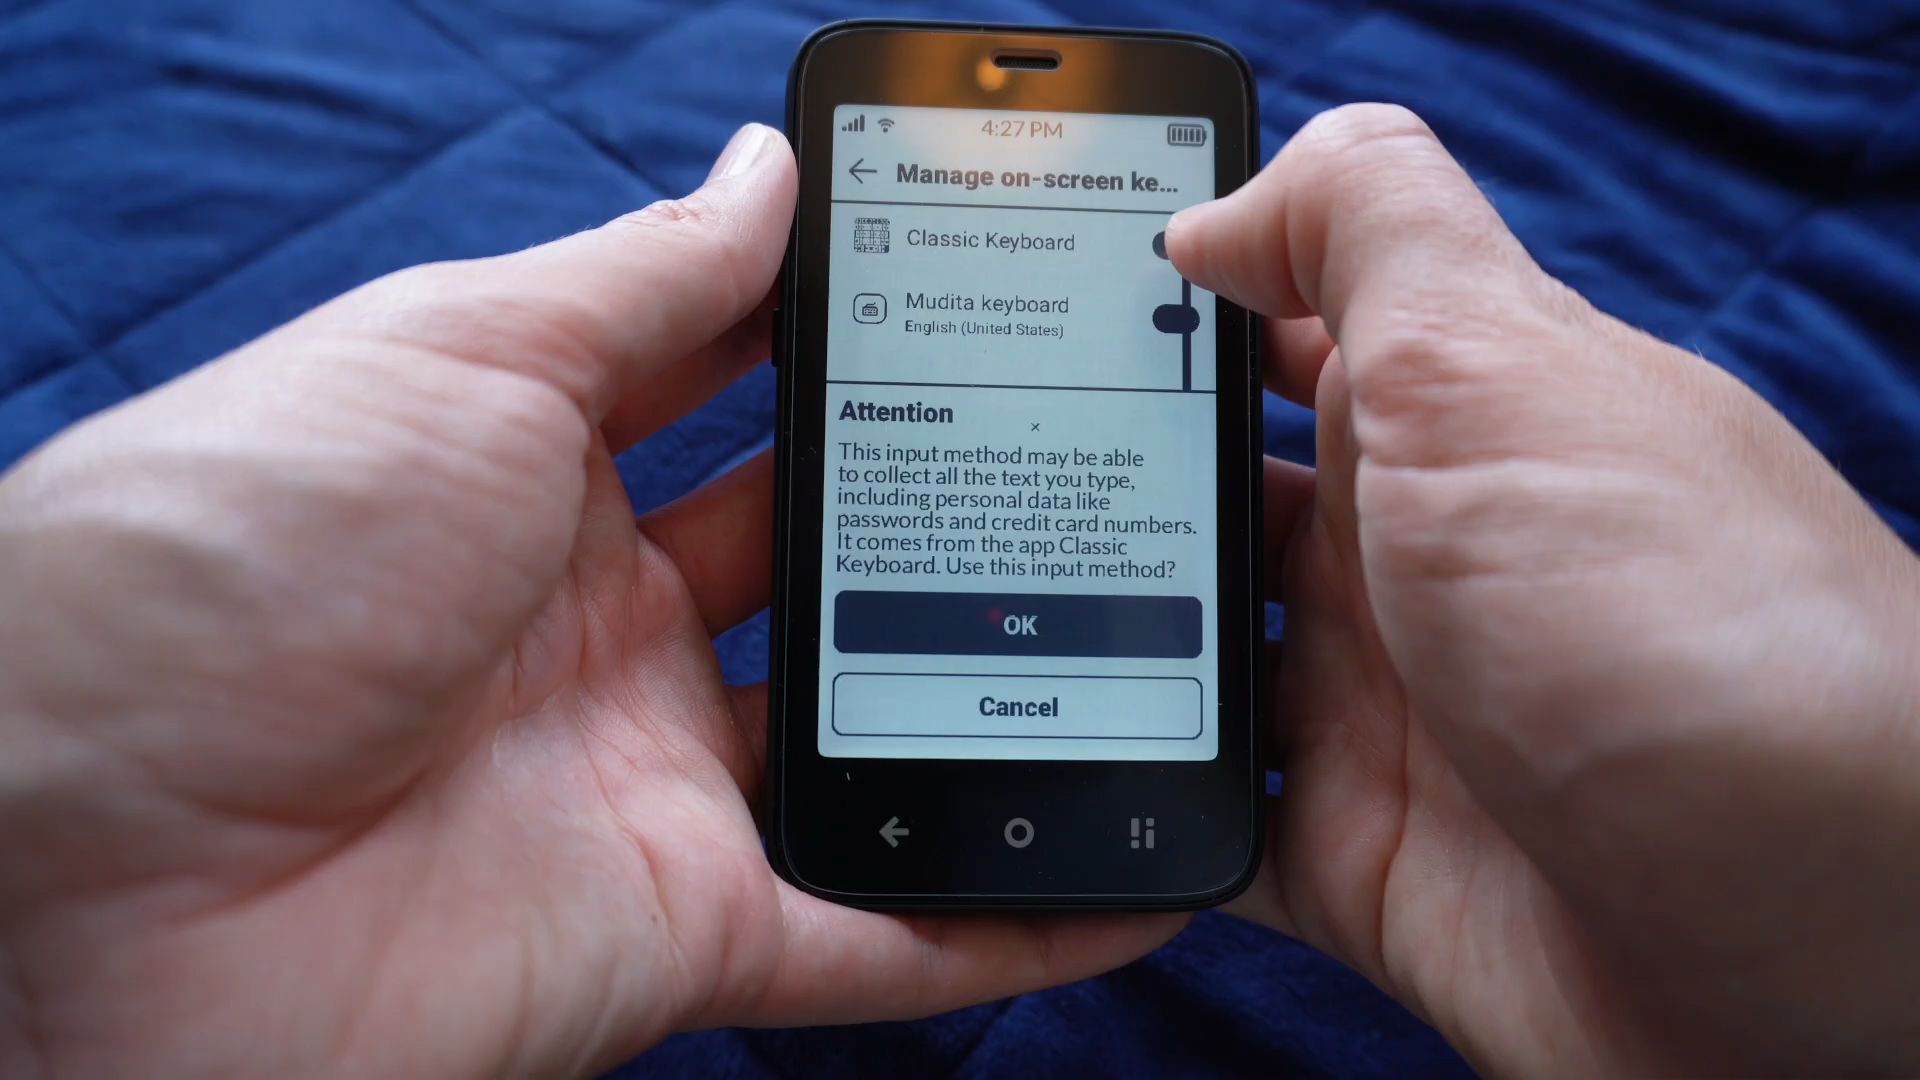 4:27 PM
Manage on-screen ke...
Classic Keyboard
Mudita keyboard
English (United States)
Attention
This input method may be able
to collect all the text you type,
including personal data like
passwords and credit card numbers.
It comes from the app Classic
Keyboard. Use this input method?
OK
Cancel